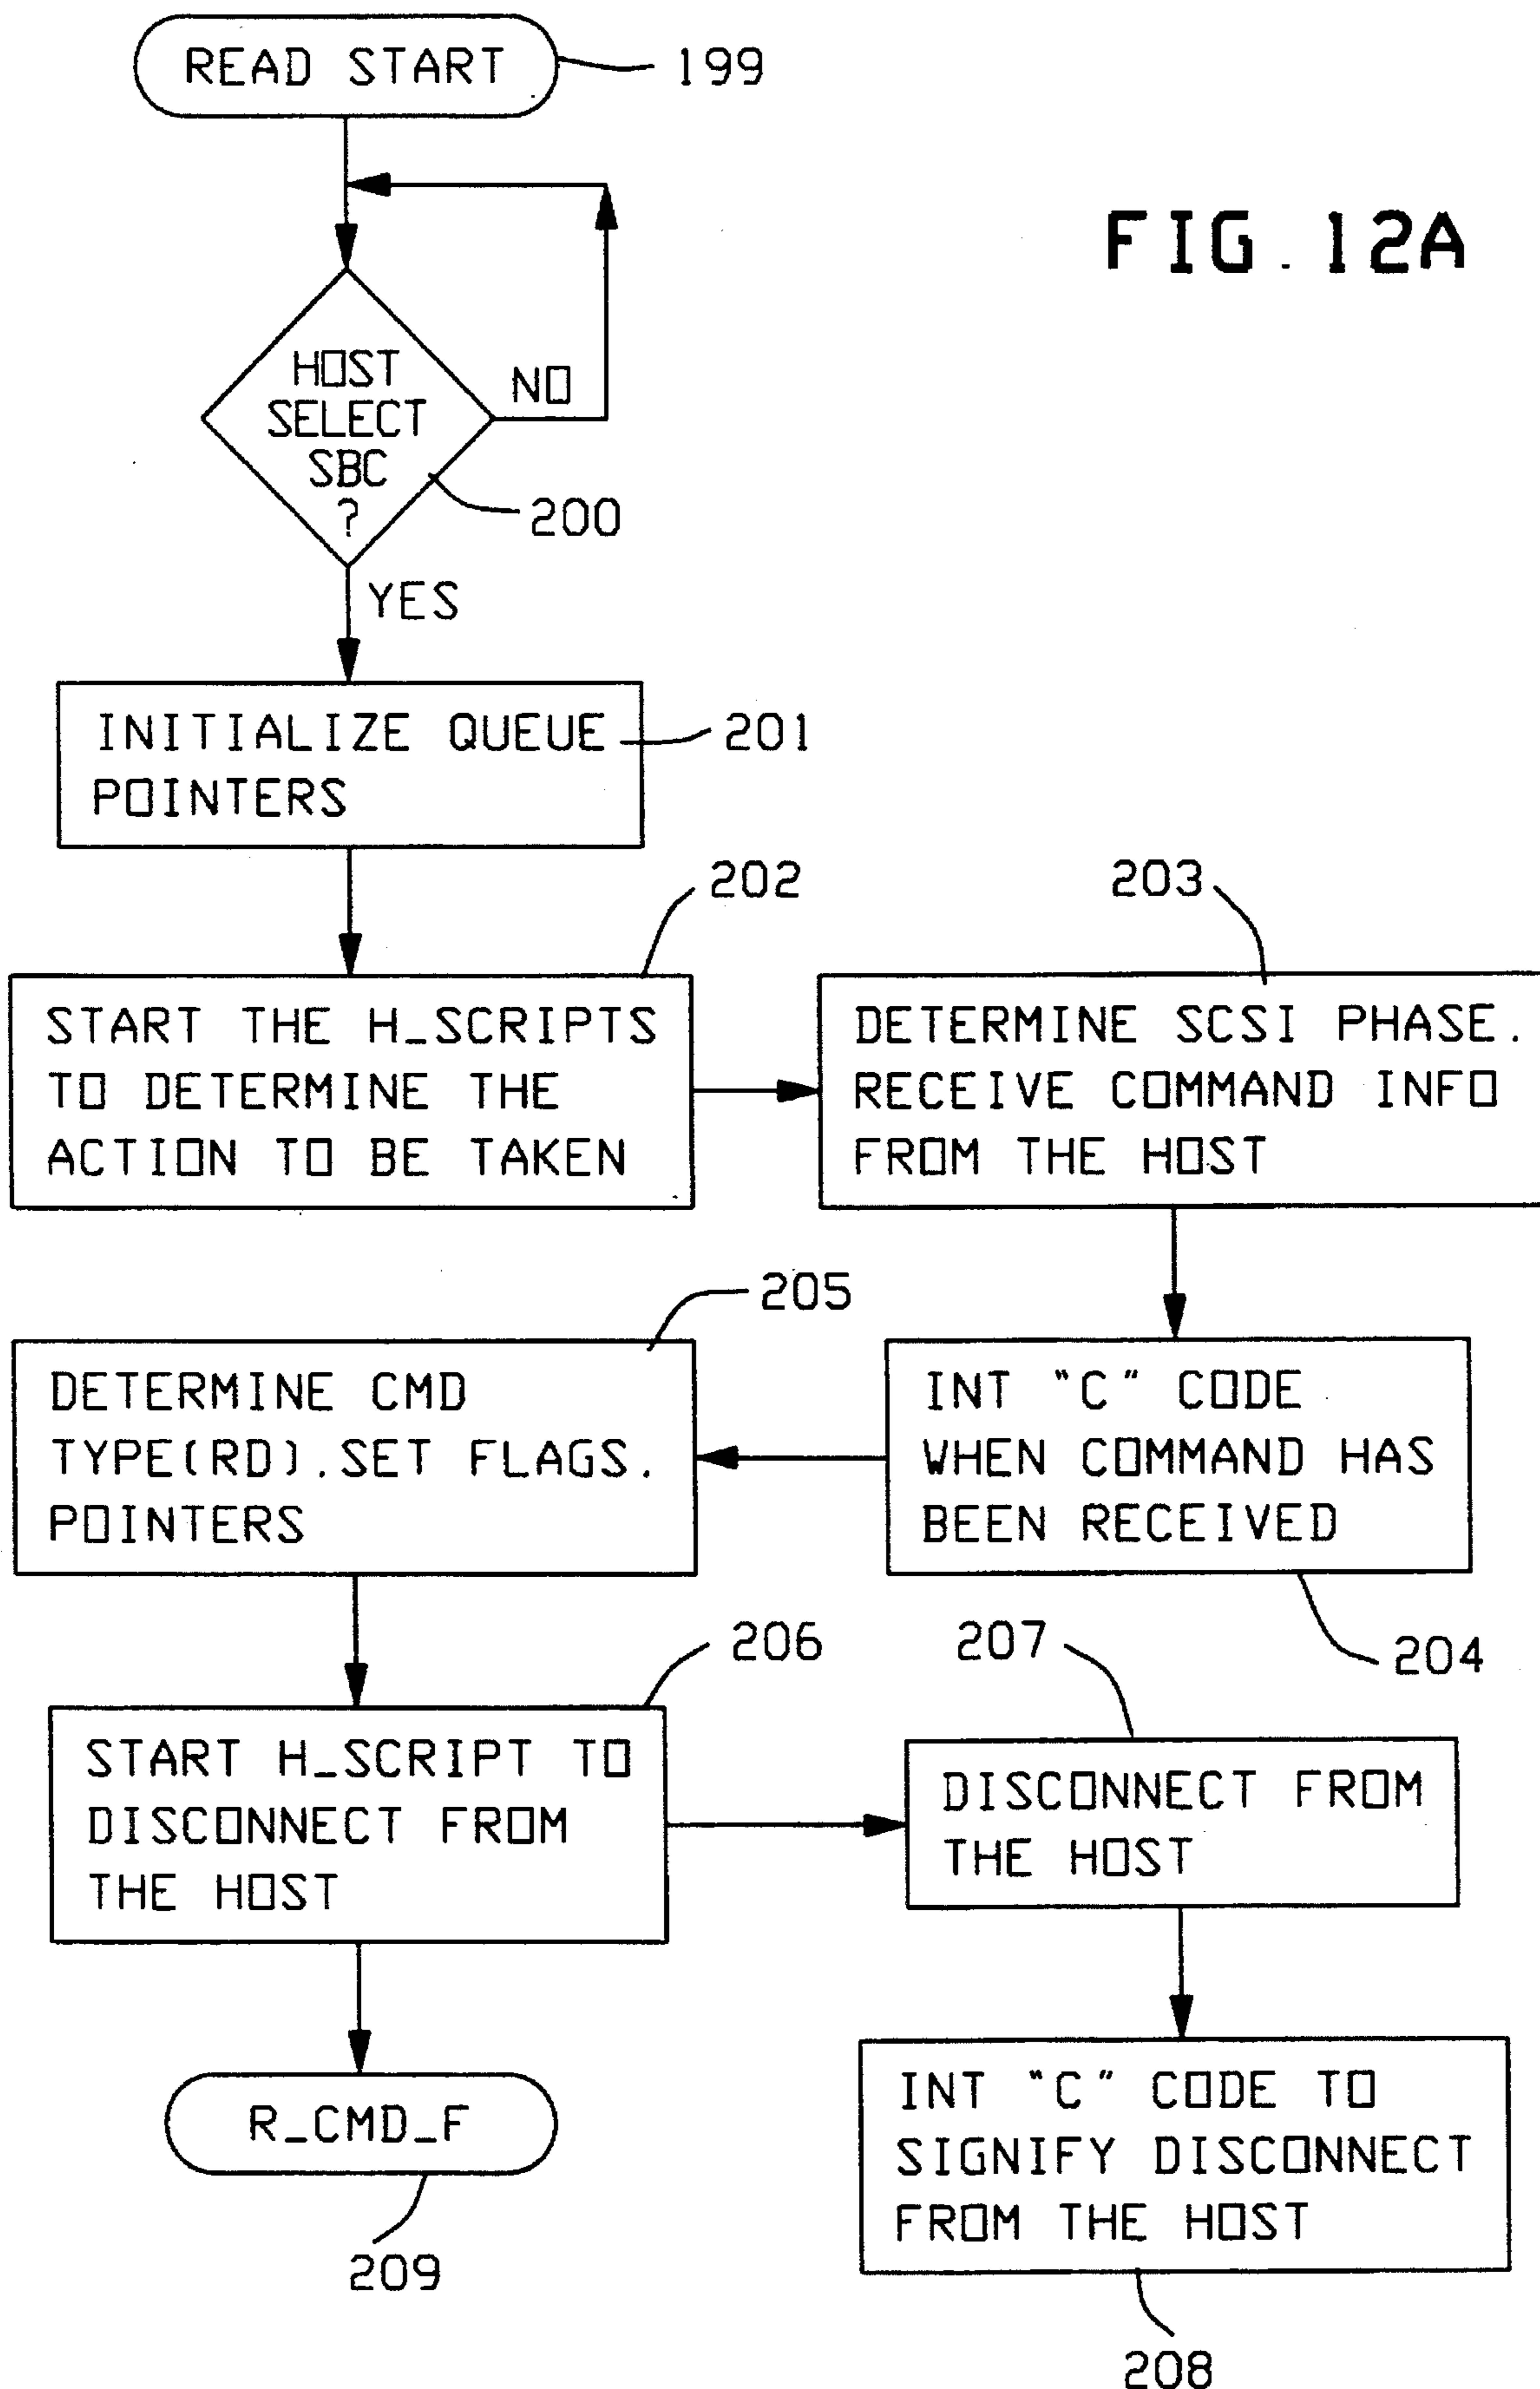 READ START
199
FIG. 12A
HOST
SELECT
SBC
?
NO
200
YES
INITIALIZE QUEUE
POINTERS
201
202
START THE H_SCRIPTS
TO DETERMINE THE
ACTION TO BE TAKEN
203
DETERMINE SCSI PHASE.
RECEIVE COMMAND INFO
FROM THE HOST
205
DETERMINE CMD
TYPE(RD).SET FLAGS.
POINTERS
INT "C" CODE
WHEN COMMAND HAS
BEEN RECEIVED
204
206
START H_SCRIPT TO
DISCONNECT FROM
THE HOST
207
DISCONNECT FROM
THE HOST
R_CMD_F
209
INT "C" CODE TO
SIGNIFY DISCONNECT
FROM THE HOST
208